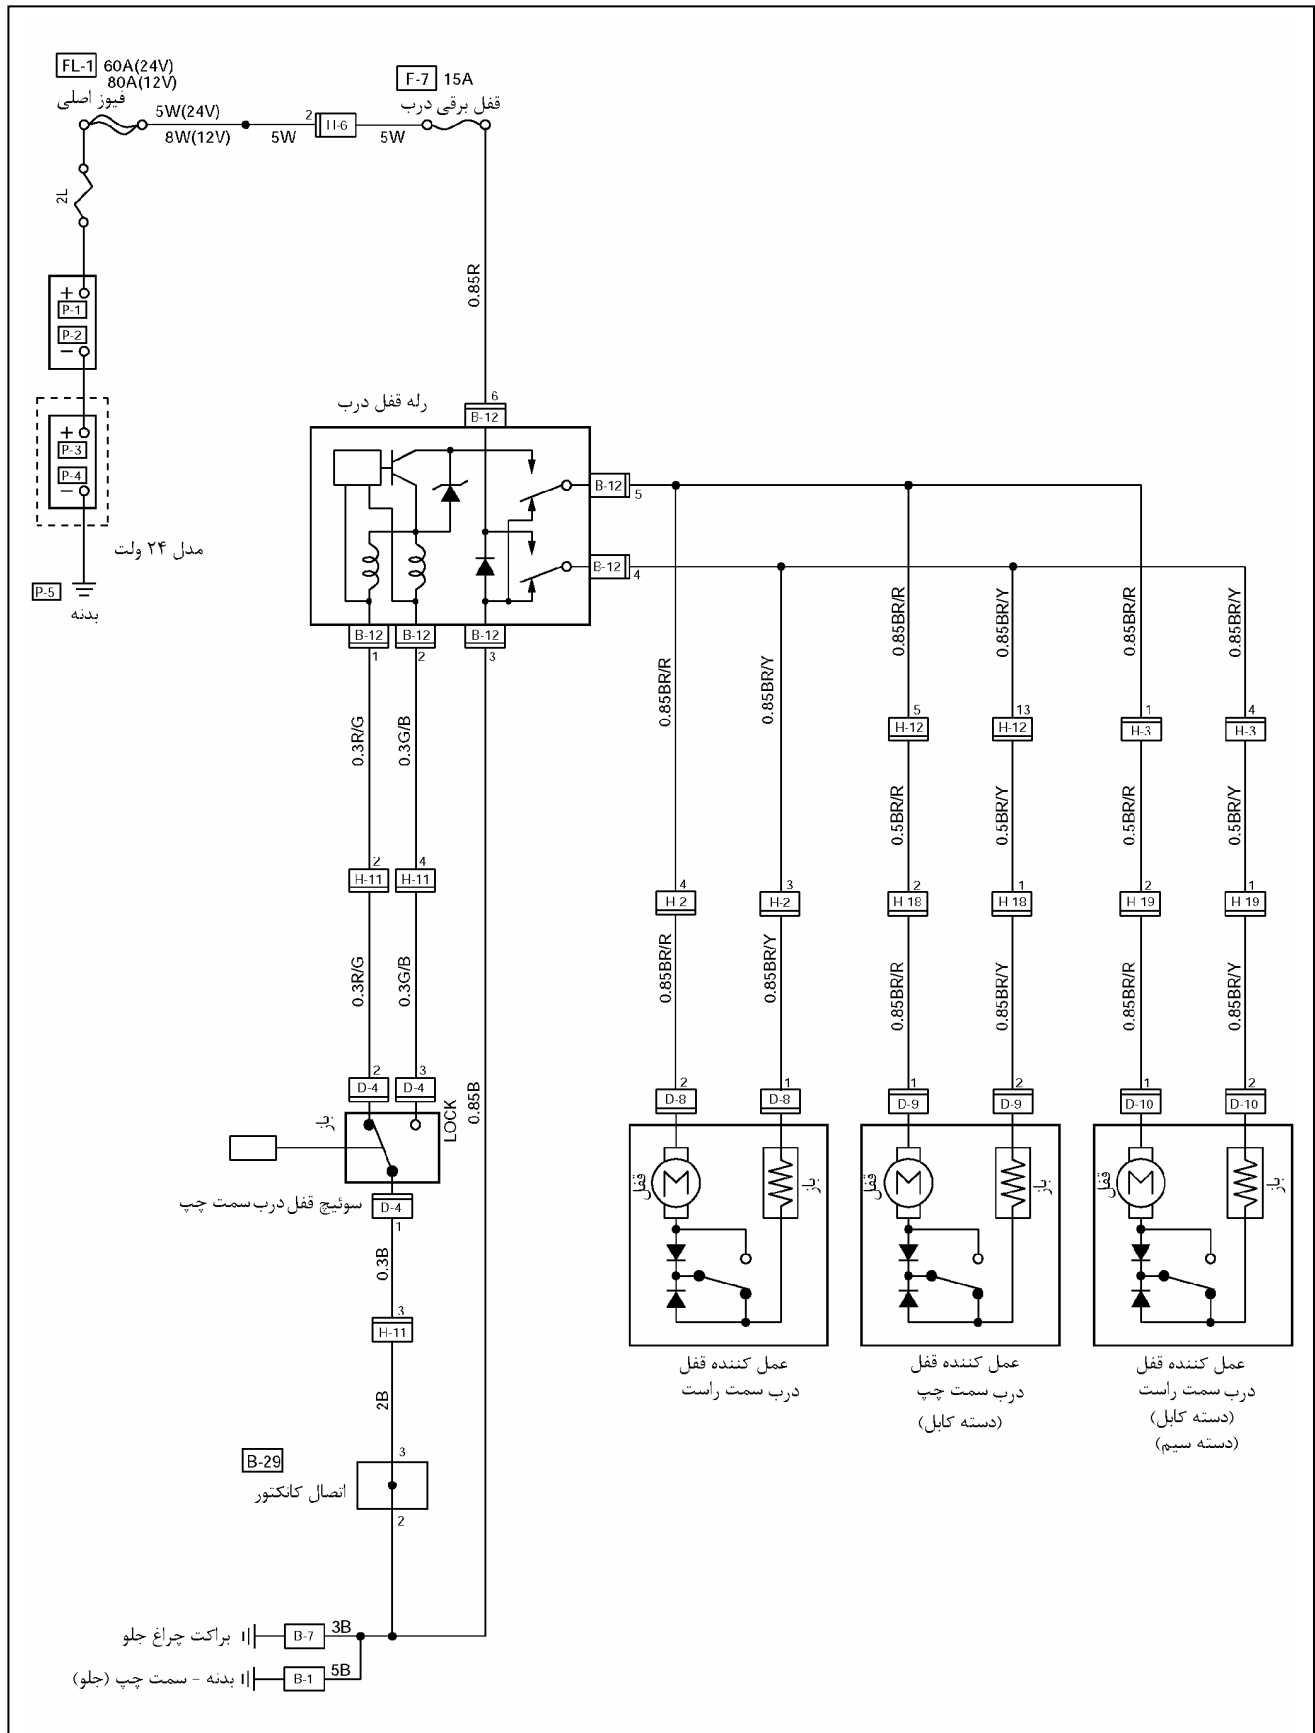 FL-1 60A(24V)
80A(12V)
فیوز اصلی
F-7 15A
قفل برقی درب
5W(24V)
8W(12V)
5W
2
H-6
5W
2L
0.85R
+
P-1
P-2
−
+
P-3
P-4
−
مدل ۲۴ ولت
P-5
بدنه
رله قفل درب
6
B-12
B-12
5
B-12
4
B-12
1
B-12
2
B-12
3
0.3R/G
0.3G/B
0.85BR/R
0.85BR/Y
0.85BR/R
0.85BR/Y
0.85BR/R
0.85BR/Y
5
H-12
13
H-12
1
H-3
4
H-3
0.5BR/R
0.5BR/Y
0.5BR/R
0.5BR/Y
2
H-11
4
H-11
4
H 2
3
H-2
2
H 18
1
H 18
2
H 19
1
H 19
0.3R/G
0.3G/B
0.85BR/R
0.85BR/Y
0.85BR/R
0.85BR/Y
0.85BR/R
0.85BR/Y
2
D-4
3
D-4
0.85B
2
D-8
1
D-8
1
D-9
2
D-9
1
D-10
2
D-10
باز
LOCK
سوئیچ قفل درب سمت چپ
D-4
1
قفل
M
باز
قفل
M
باز
قفل
M
باز
0.3B
3
H-11
2B
عمل کننده قفل
درب سمت راست
عمل کننده قفل
درب سمت چپ
(دسته کابل)
عمل کننده قفل
درب سمت راست
(دسته کابل)
(دسته سیم)
B-29
اتصال کانکتور
3
2
براکت چراغ جلو
B-7
3B
بدنه - سمت چپ (جلو)
B-1
5B